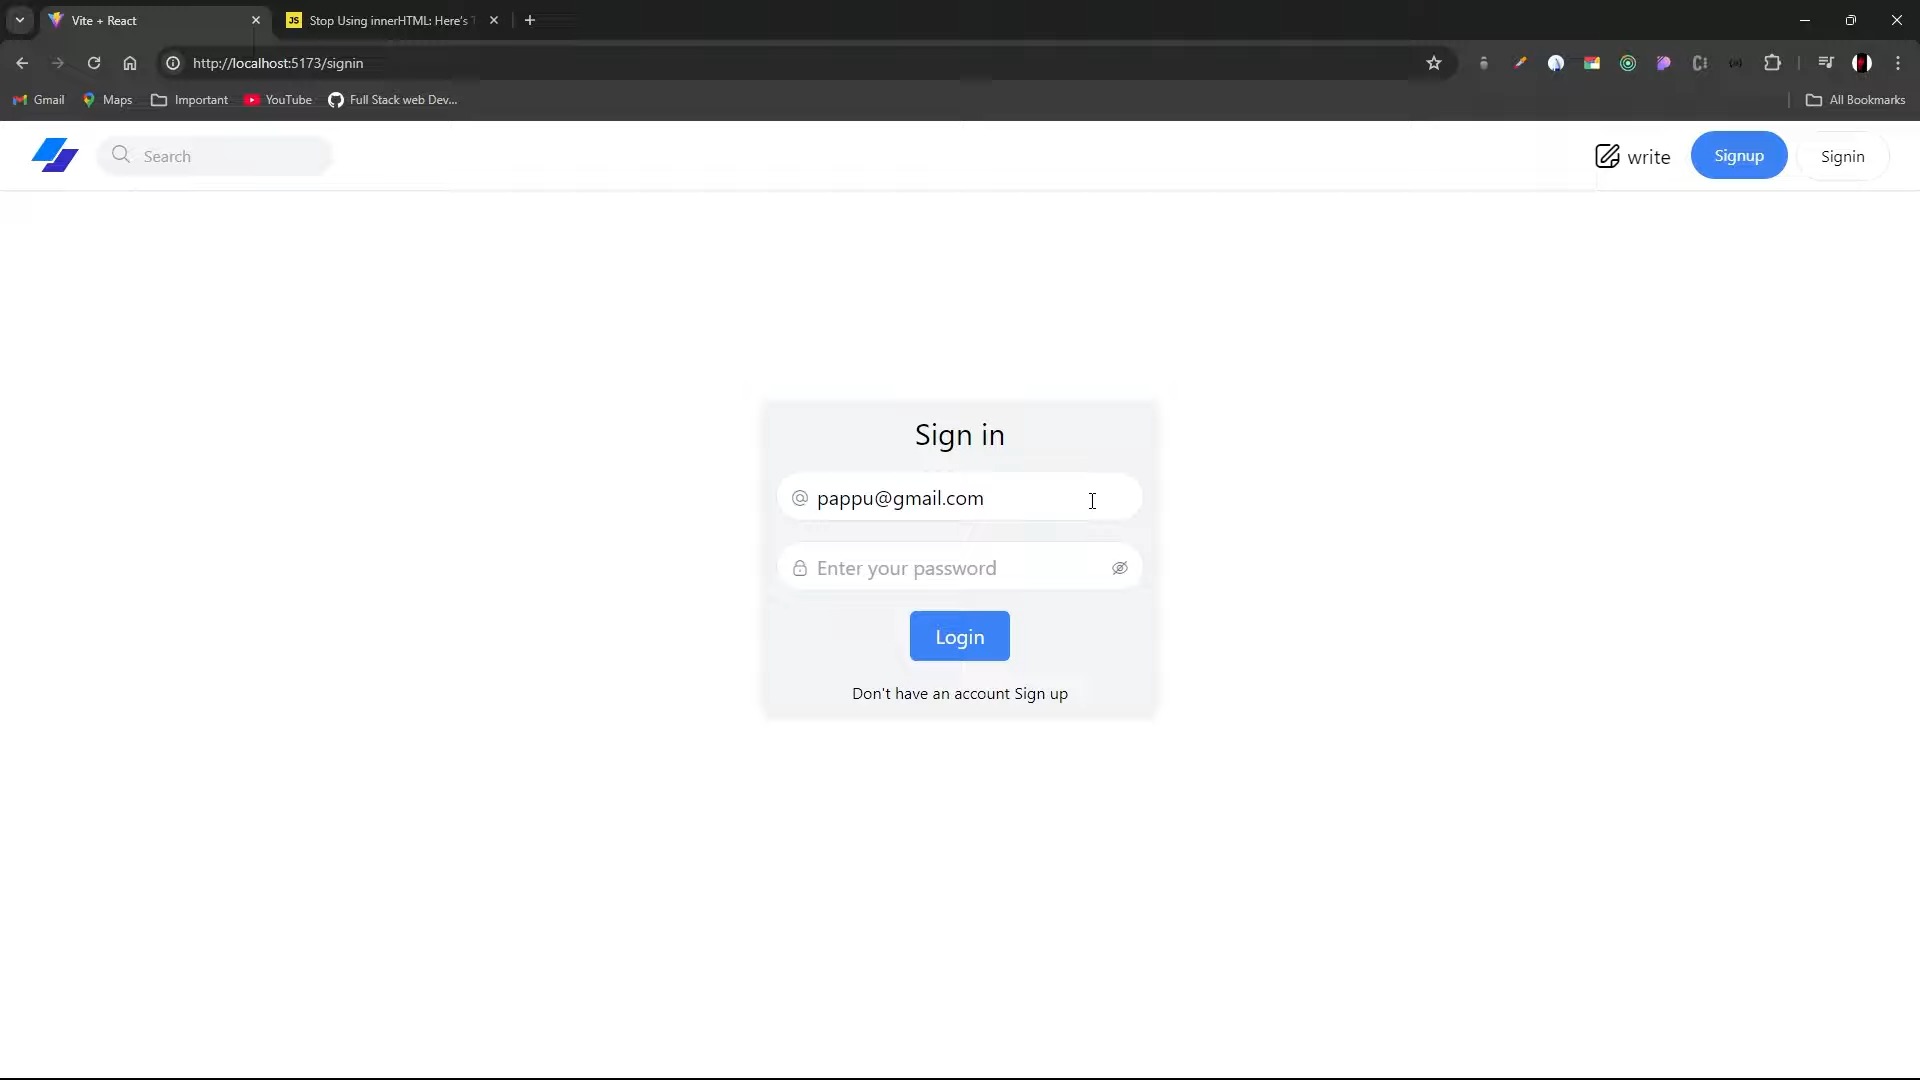 Vite + React
JS Stop Using innerHTML: Here's
http://localhost:5173/signin
Gmail Maps Important YouTube Full Stack web Dev... All Bookmarks
Search write Signup Signin
Sign in
pappu@gmail.com
Enter your password
Login
Don't have an account Sign up